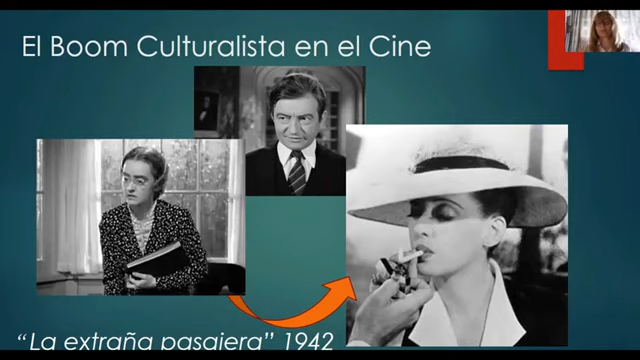 El Boom Culturalista en el Cine
“La extraña pasajera” 1942